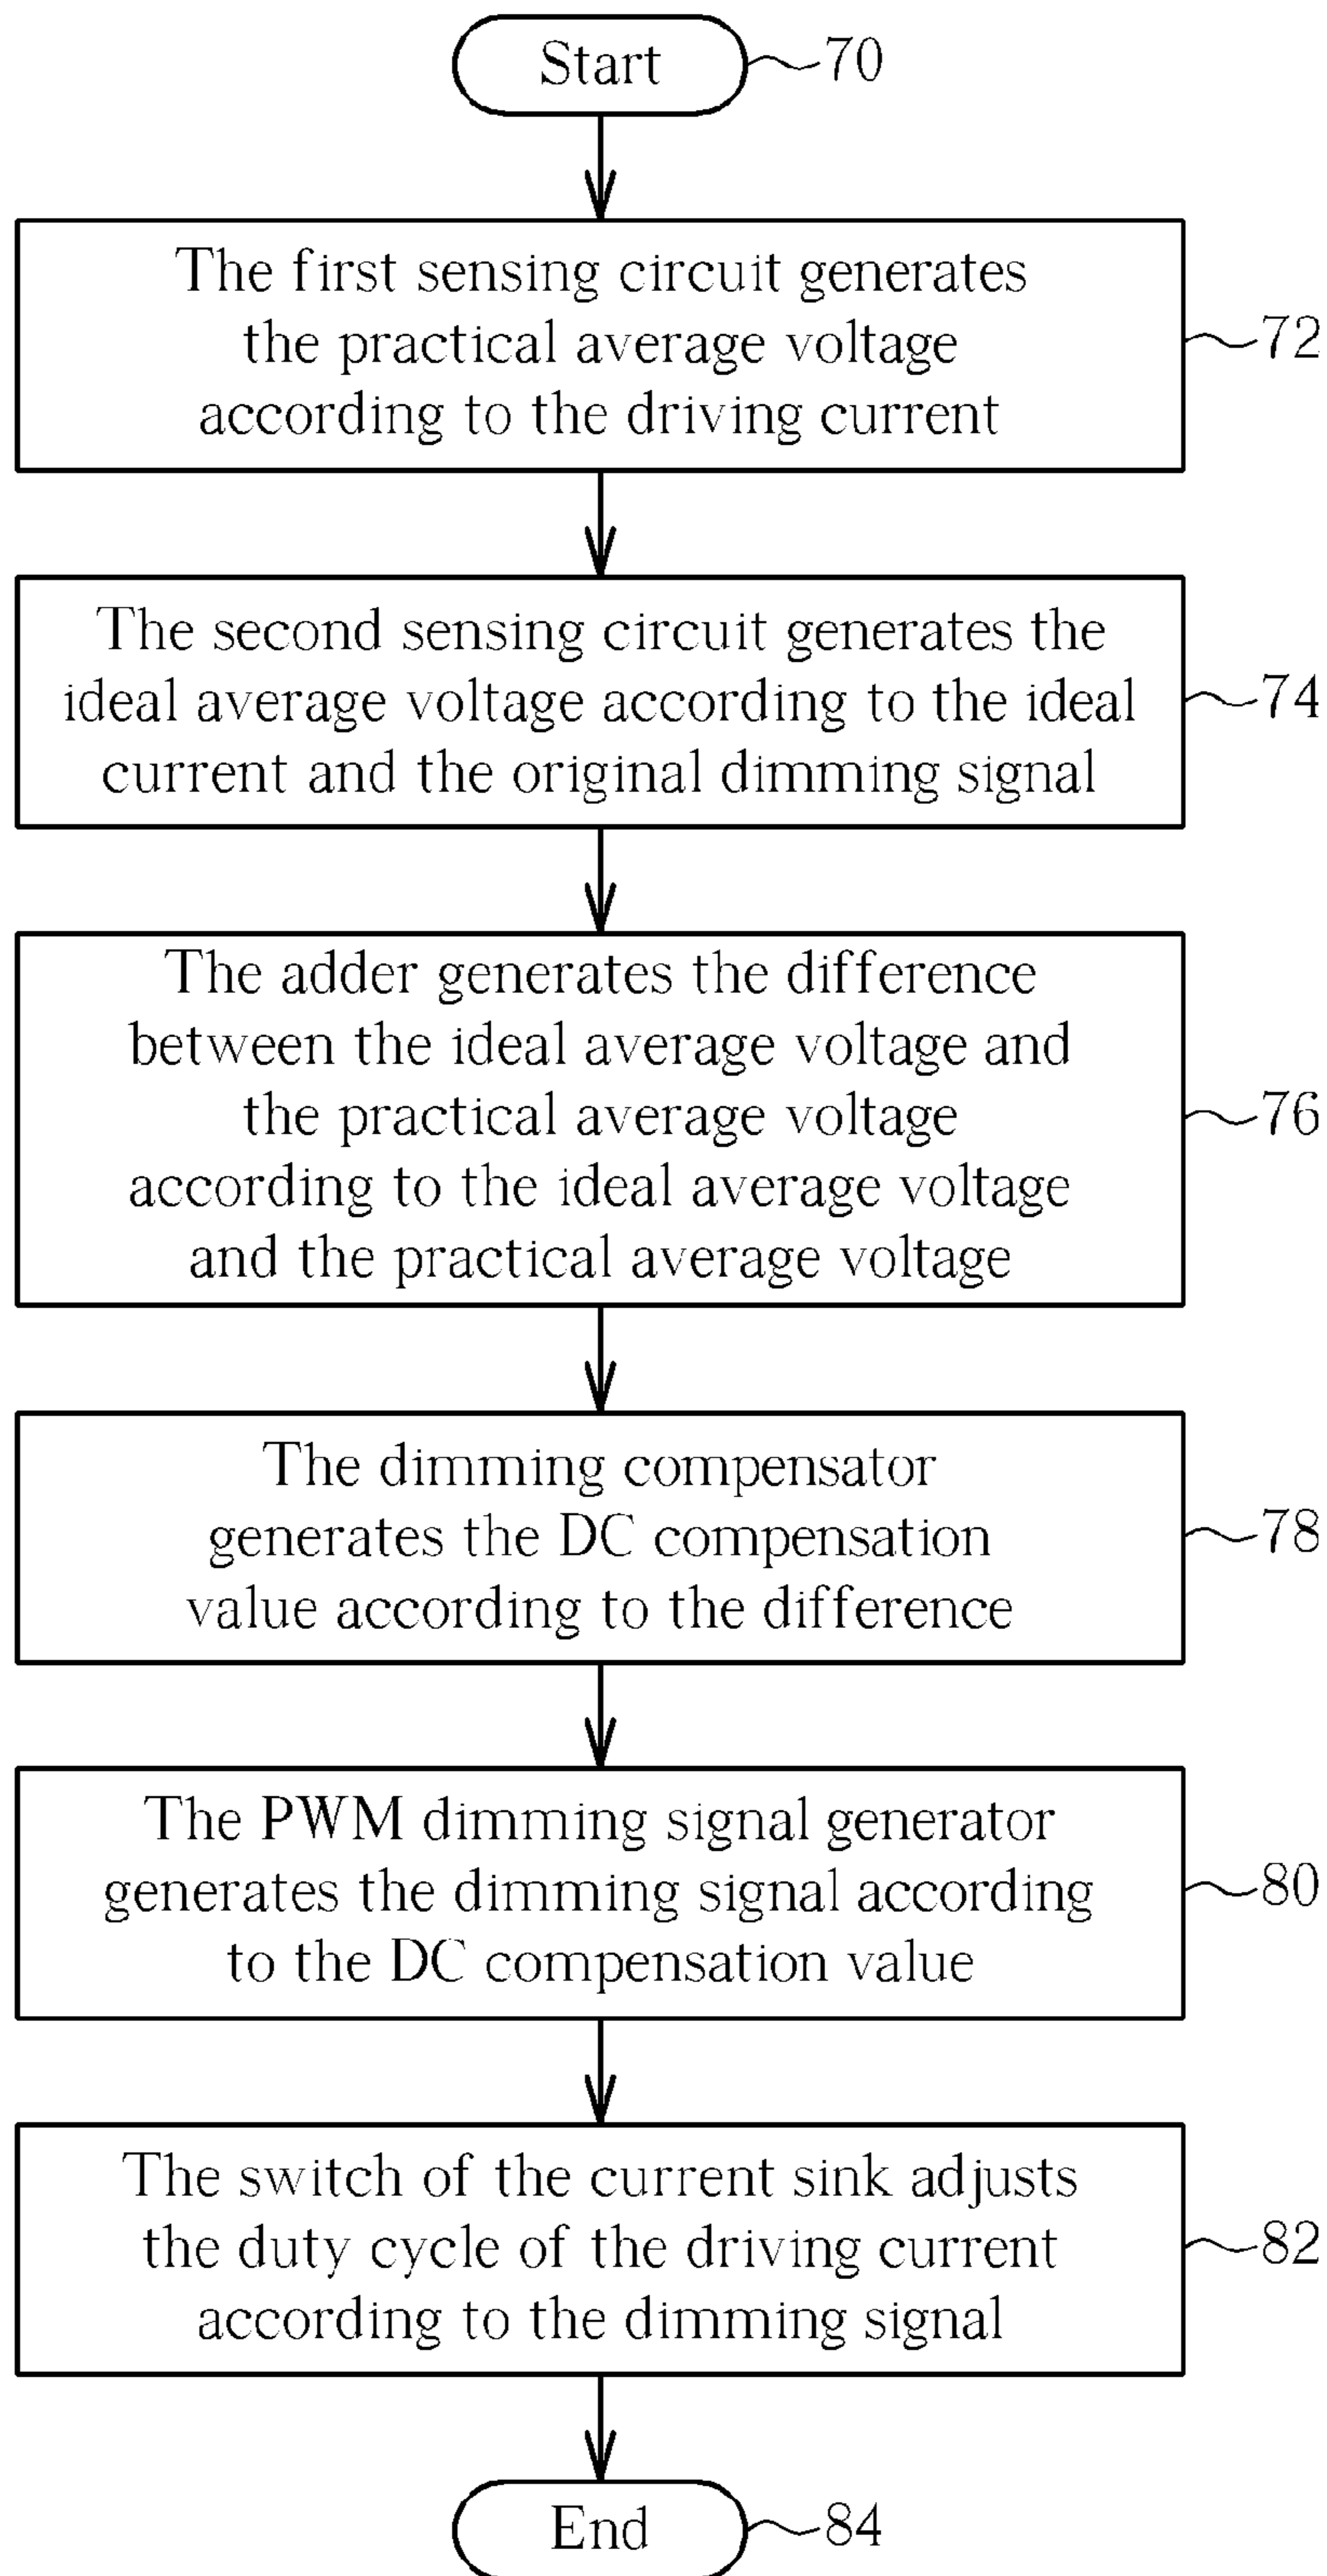 Start
70
The first sensing circuit generates
the practical average voltage
according to the driving current
72
The second sensing circuit generates the
ideal average voltage according to the ideal
current and the original dimming signal
74
The adder generates the difference
between the ideal average voltage and
the practical average voltage
according to the ideal average voltage
and the practical average voltage
76
The dimming compensator
generates the DC compensation
value according to the difference
78
The PWM dimming signal generator
generates the dimming signal according
to the DC compensation value
80
The switch of the current sink adjusts
the duty cycle of the driving current
according to the dimming signal
82
End
84